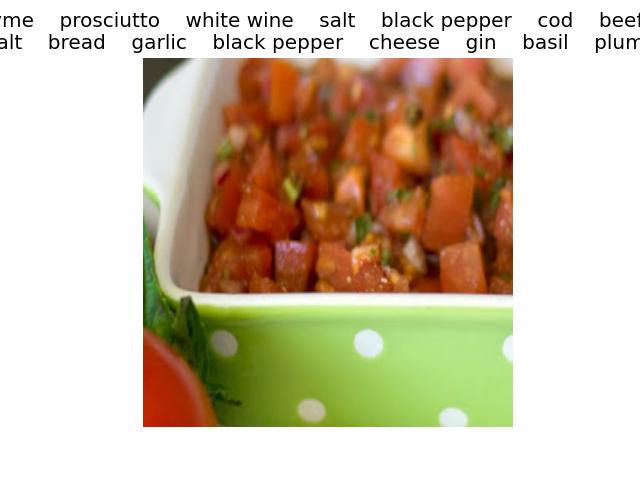 prosciutto white wine salt black pepper cod
bread garlic black pepper cheese gin basil